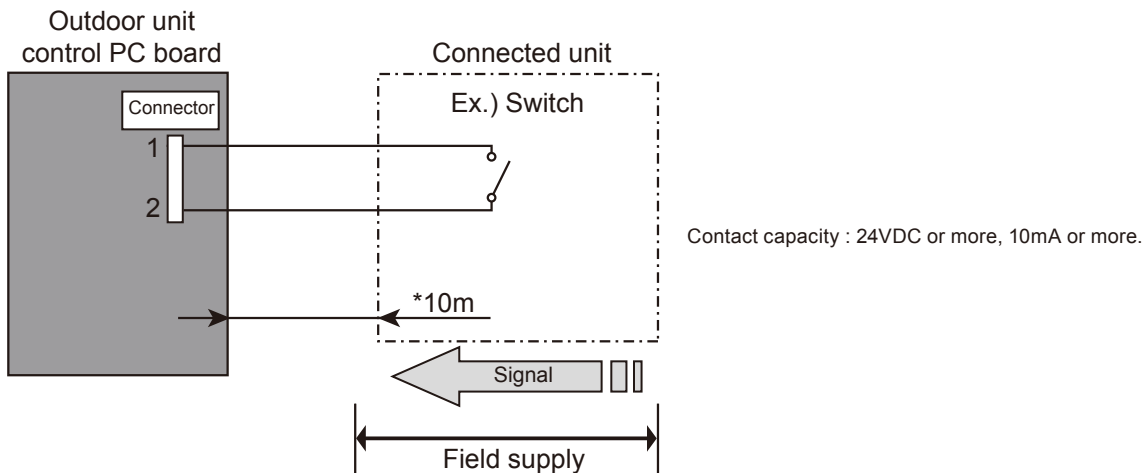 Outdoor unit
control PC board
Connected unit
Connector
Ex.) Switch
1
2
Contact capacity : 24VDC or more, 10mA or more.
*10m
Signal
Field supply